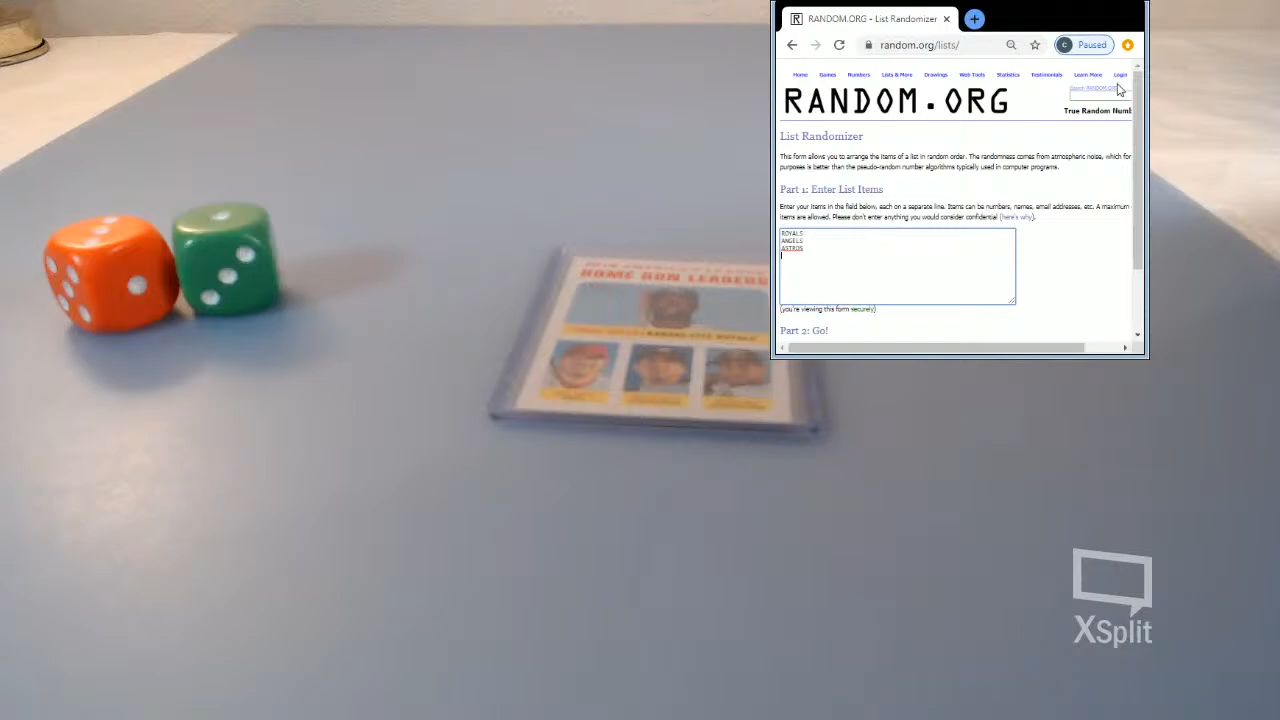 RANDOM.ORG - List Randomizer
random.org/lists/
Paused
Home Games Numbers Lists & More Drawings Web Tools Statistics Testimonials Learn More Login
Search RANDOM.ORG
RANDOM.ORG
True Random Numb
List Randomizer
This form allows you to arrange the items of a list in random order. The randomness comes from atmospheric noise, which for
purposes is better than the pseudo-random number algorithms typically used in computer programs.
Part 1: Enter List Items
Enter your items in the field below, each on a separate line. Items can be numbers, names, email addresses, etc. A maximum
items are allowed. Please don't enter anything you would consider confidential (here's why).
ROYALS
ANGELS
ASTROS
(you're viewing this form securely)
Part 2: Go!
HOME RUN LEADERS
KANSAS CITY ROYALS
XSplit